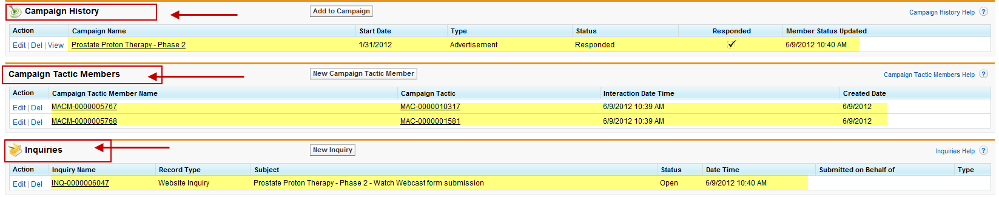 Campaign History Add to Campaign Campaign History Help ?
Action Campaign Name Start Date Type Status Responded Member Status Updated
Edit | Del | View Prostate Proton Therapy - Phase 2 1/31/2012 Advertisement Responded ✓ 6/9/2012 10:40 AM
Campaign Tactic Members New Campaign Tactic Member Campaign Tactic Members Help ?
Action Campaign Tactic Member Name Campaign Tactic Interaction Date Time Created Date
Edit | Del MACM-0000005767 MAC-0000010317 6/9/2012 10:39 AM 6/9/2012
Edit | Del MACM-0000005768 MAC-0000001581 6/9/2012 10:39 AM 6/9/2012
Inquiries New Inquiry Inquiries Help ?
Action Inquiry Name Record Type Subject Status Date Time Submitted on Behalf of Type
Edit | Del INQ-0000006047 Website Inquiry Prostate Proton Therapy - Phase 2 - Watch Webcast form submission Open 6/9/2012 10:40 AM